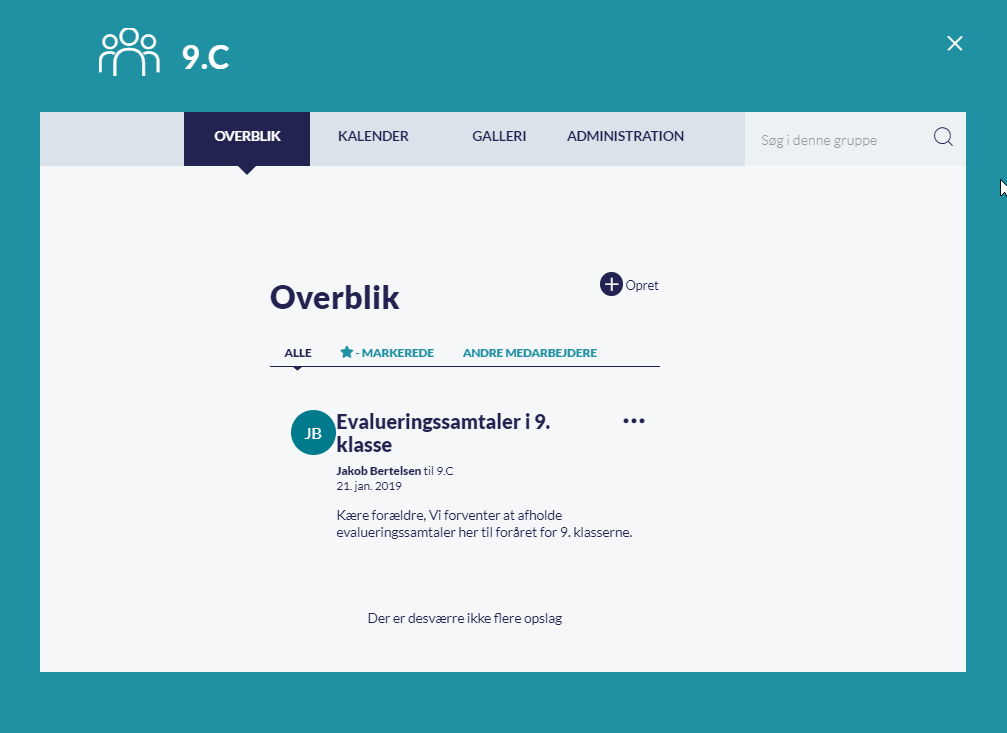 9.C
OVERBLIK KALENDER GALLERI ADMINISTRATION Søg i denne gruppe
Overblik
Opret
ALLE - MARKEREDE ANDRE MEDARBEJDERE
JB
Evalueringssamtaler i 9.
klasse
Jakob Bertelsen til 9.C
21. jan. 2019
Kære forældre, Vi forventer at afholde
evalueringssamtaler her til foråret for 9. klasserne.
Der er desværre ikke flere opslag